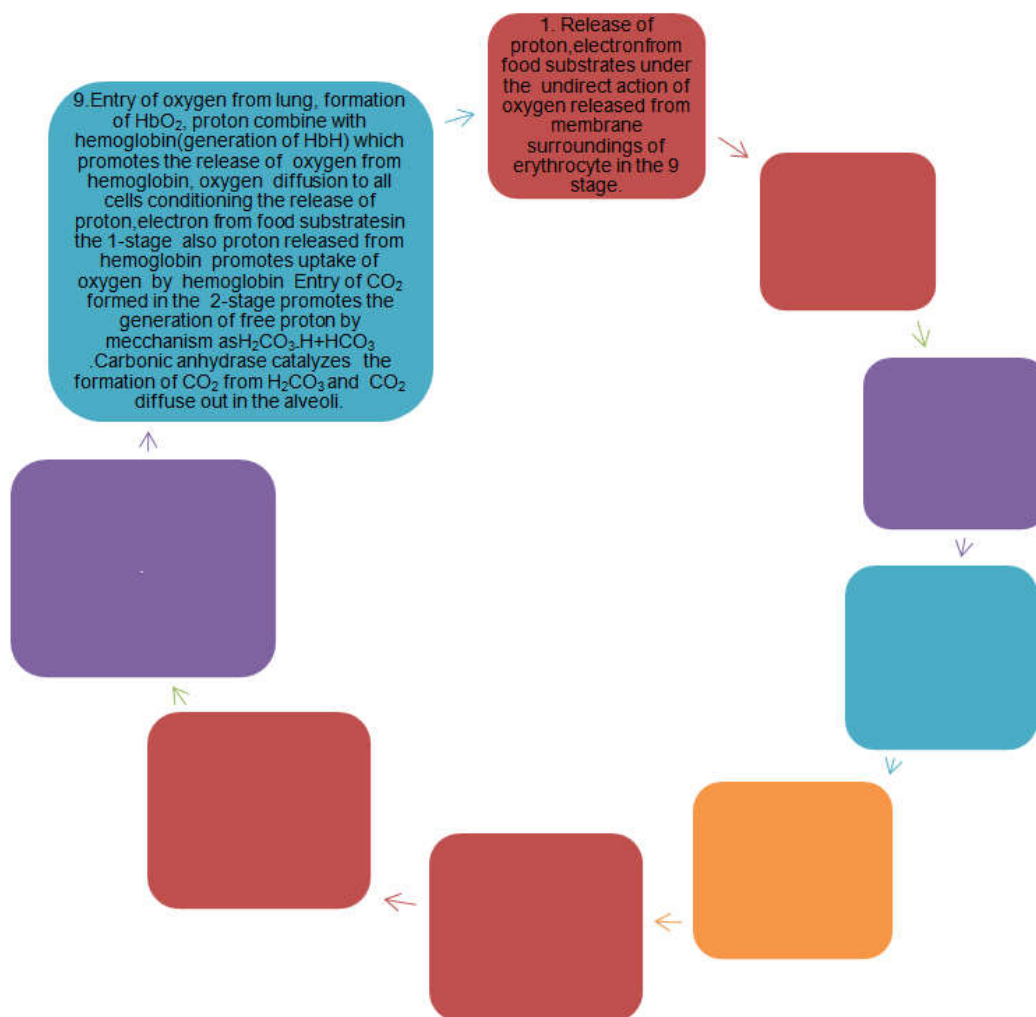 1. Release of
proton,electronfrom
food substrates under
the undirect action of
oxygen released from
membrane
surroundings of
erythrocyte in the 9
stage.
9.Entry of oxygen from lung, formation
of HbO₂, proton combine with
hemoglobin(generation of HbH) which
promotes the release of oxygen from
hemoglobin, oxygen diffusion to all
cells conditioning the release of
proton,electron from food substratesin
the 1-stage also proton released from
hemoglobin promotes uptake of
oxygen by hemoglobin Entry of CO₂
formed in the 2-stage promotes the
generation of free proton by
mecchanism asH₂CO₃-H+HCO₃
.Carbonic anhydrase catalyzes the
formation of CO₂ from H₂CO₃ and CO₂
diffuse out in the alveoli.